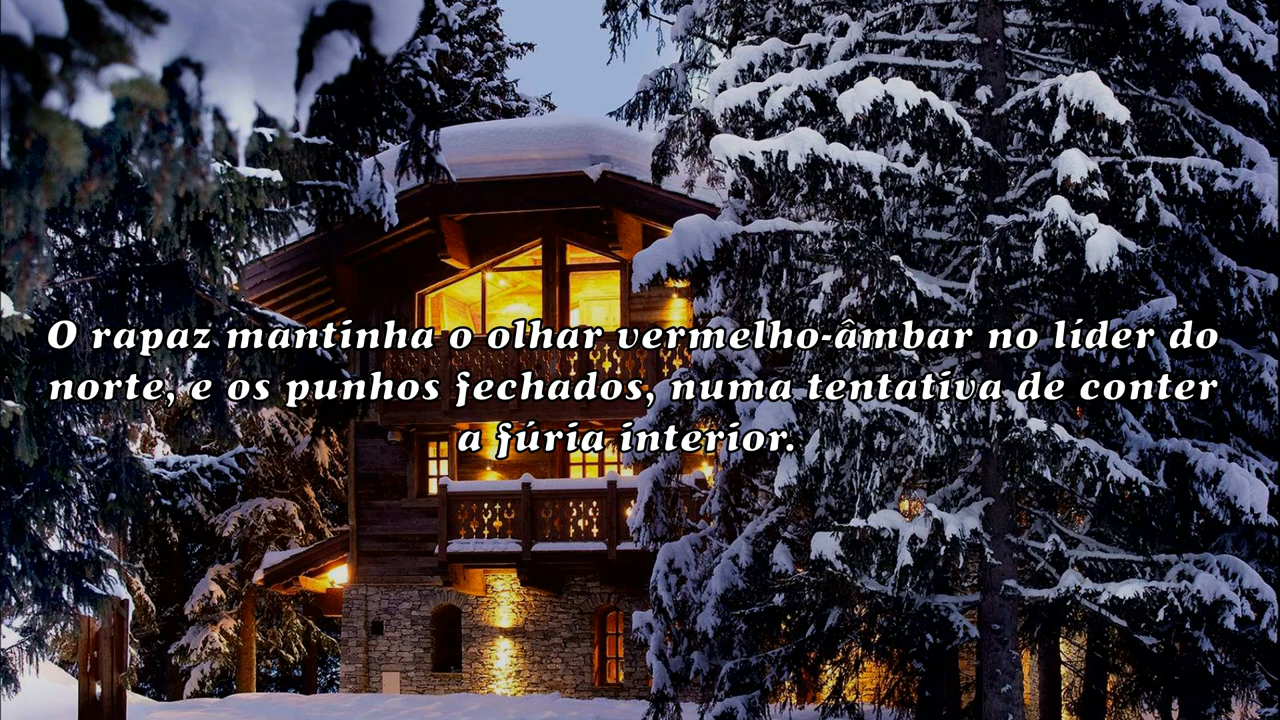 O rapaz mantinha o olhar vermelho-âmbar no líder do
norte, e os punhos fechados, numa tentativa de conter
a fúria interior.